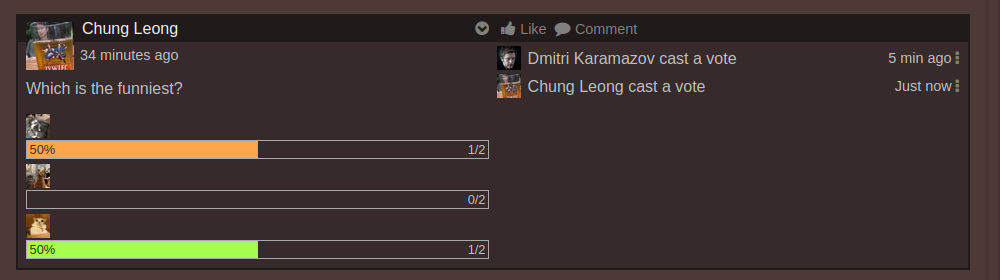 Chung Leong
34 minutes ago
Which is the funniest?
50% 1/2
0/2
50% 1/2
Like Comment
Dmitri Karamazov cast a vote 5 min ago
Chung Leong cast a vote Just now